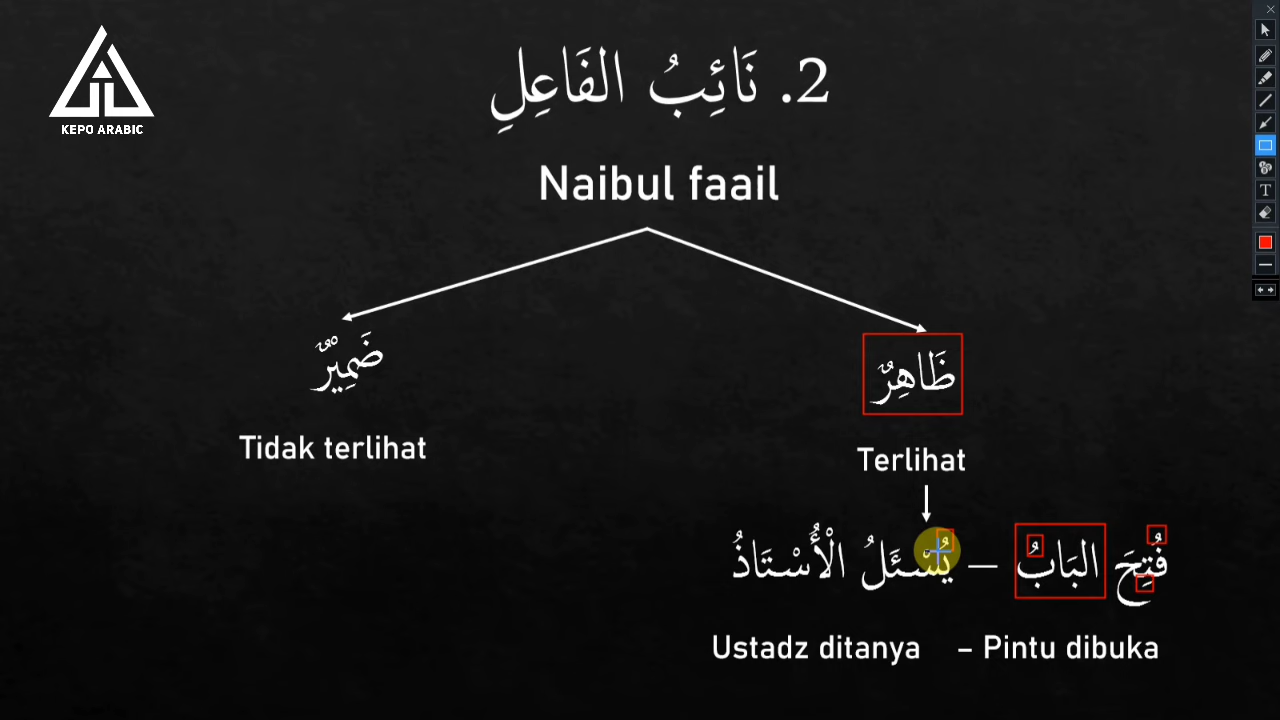 KEPO ARABIC
2. نَائِبُ الفَاعِلِ
Naibul faail
ظَاهِرٌ
ضَمِيْرٌ
Terlihat
Tidak terlihat
فُتِحَ البَابُ – يُسْئَلُ الْأُسْتَاذُ
Ustadz ditanya – Pintu dibuka